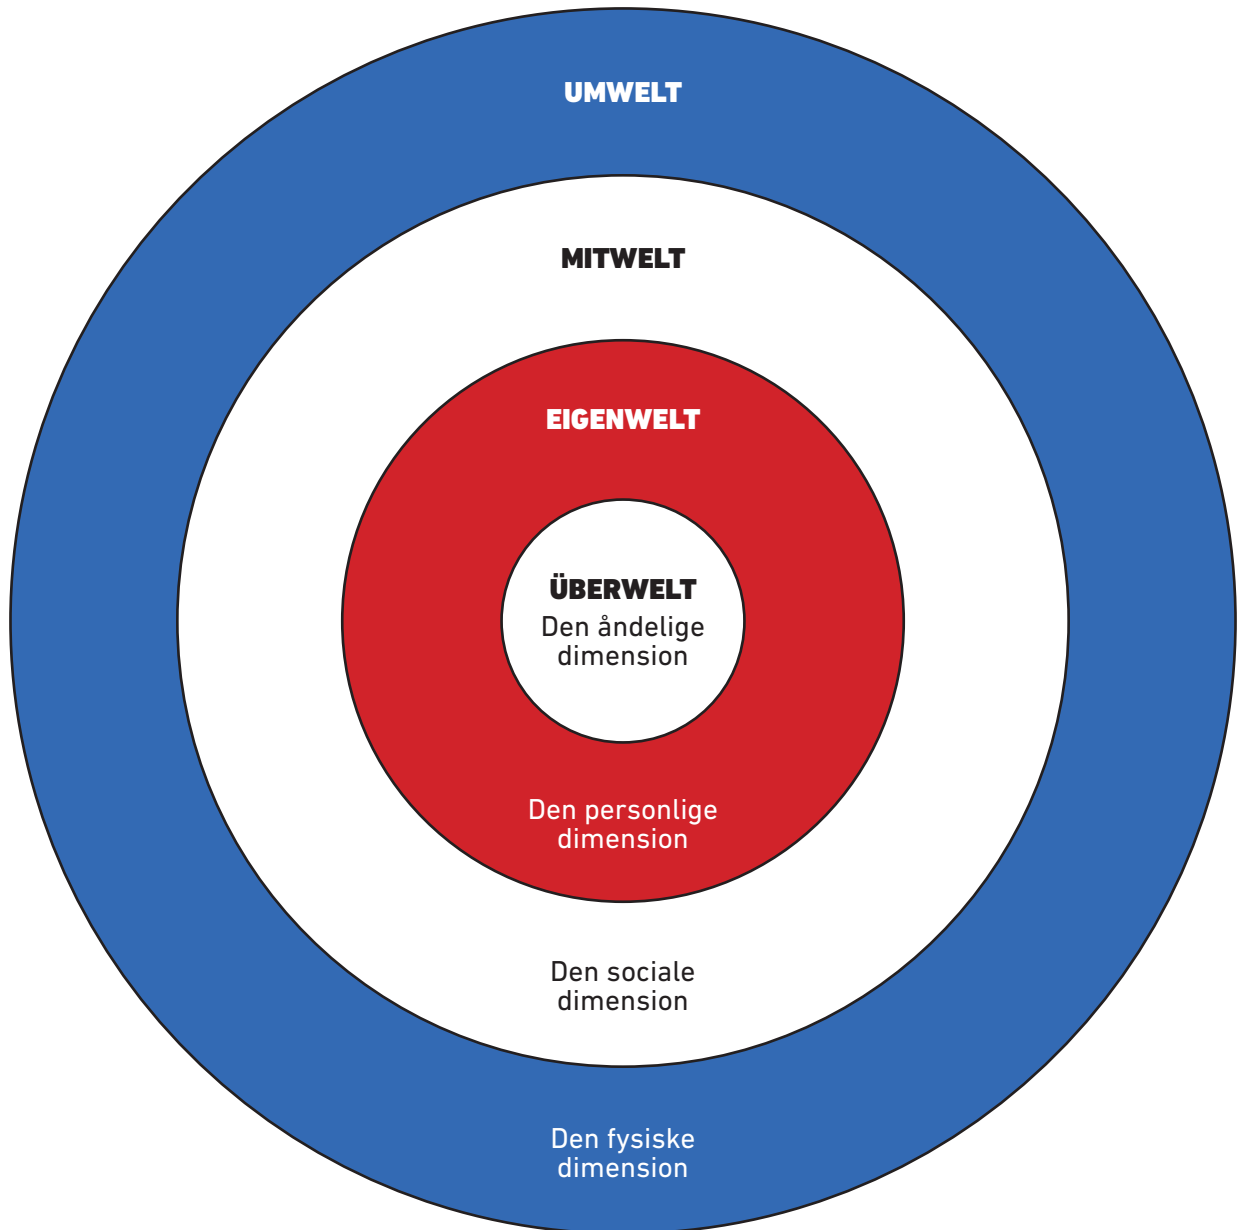 UMWELT
MITWELT
EIGENWELT
ÜBERWELT
Den åndelige
dimension
Den personlige
dimension
Den sociale
dimension
Den fysiske
dimension